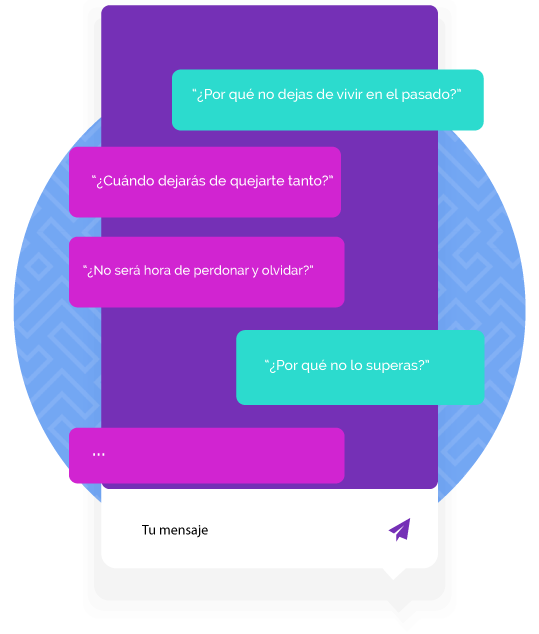 “¿Por qué no dejas de vivir en el pasado?”
“¿Cuándo dejarás de quejarte tanto?”
“¿No será hora de perdonar y olvidar?”
“¿Por qué no lo superas?”
...
Tu mensaje